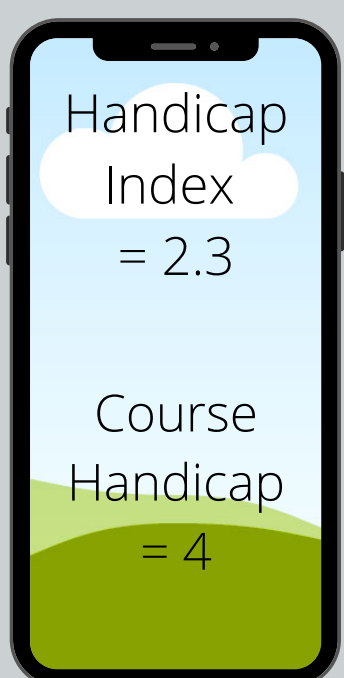 Handicap
Index
= 2.3
Course
Handicap
= 4